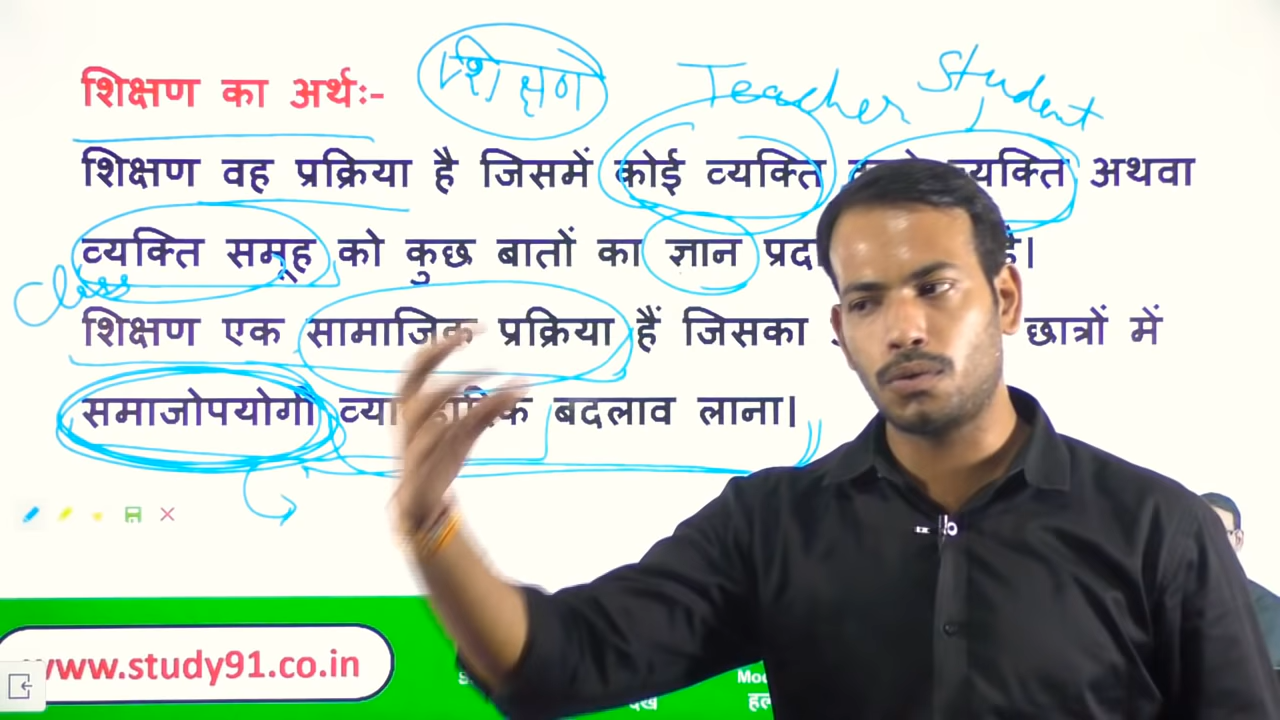 शिक्षण का अर्थः-
शिक्षण
Teacher
Student
शिक्षण वह प्रक्रिया है जिसमें कोई व्यक्ति व्यक्ति अथवा
व्यक्ति समूह को कुछ बातों का ज्ञान है।
Class
शिक्षण एक सामाजिक प्रक्रिया हैं जिसका छात्रों में
समाजोपयोगी बदलाव लाना।
www.study91.co.in